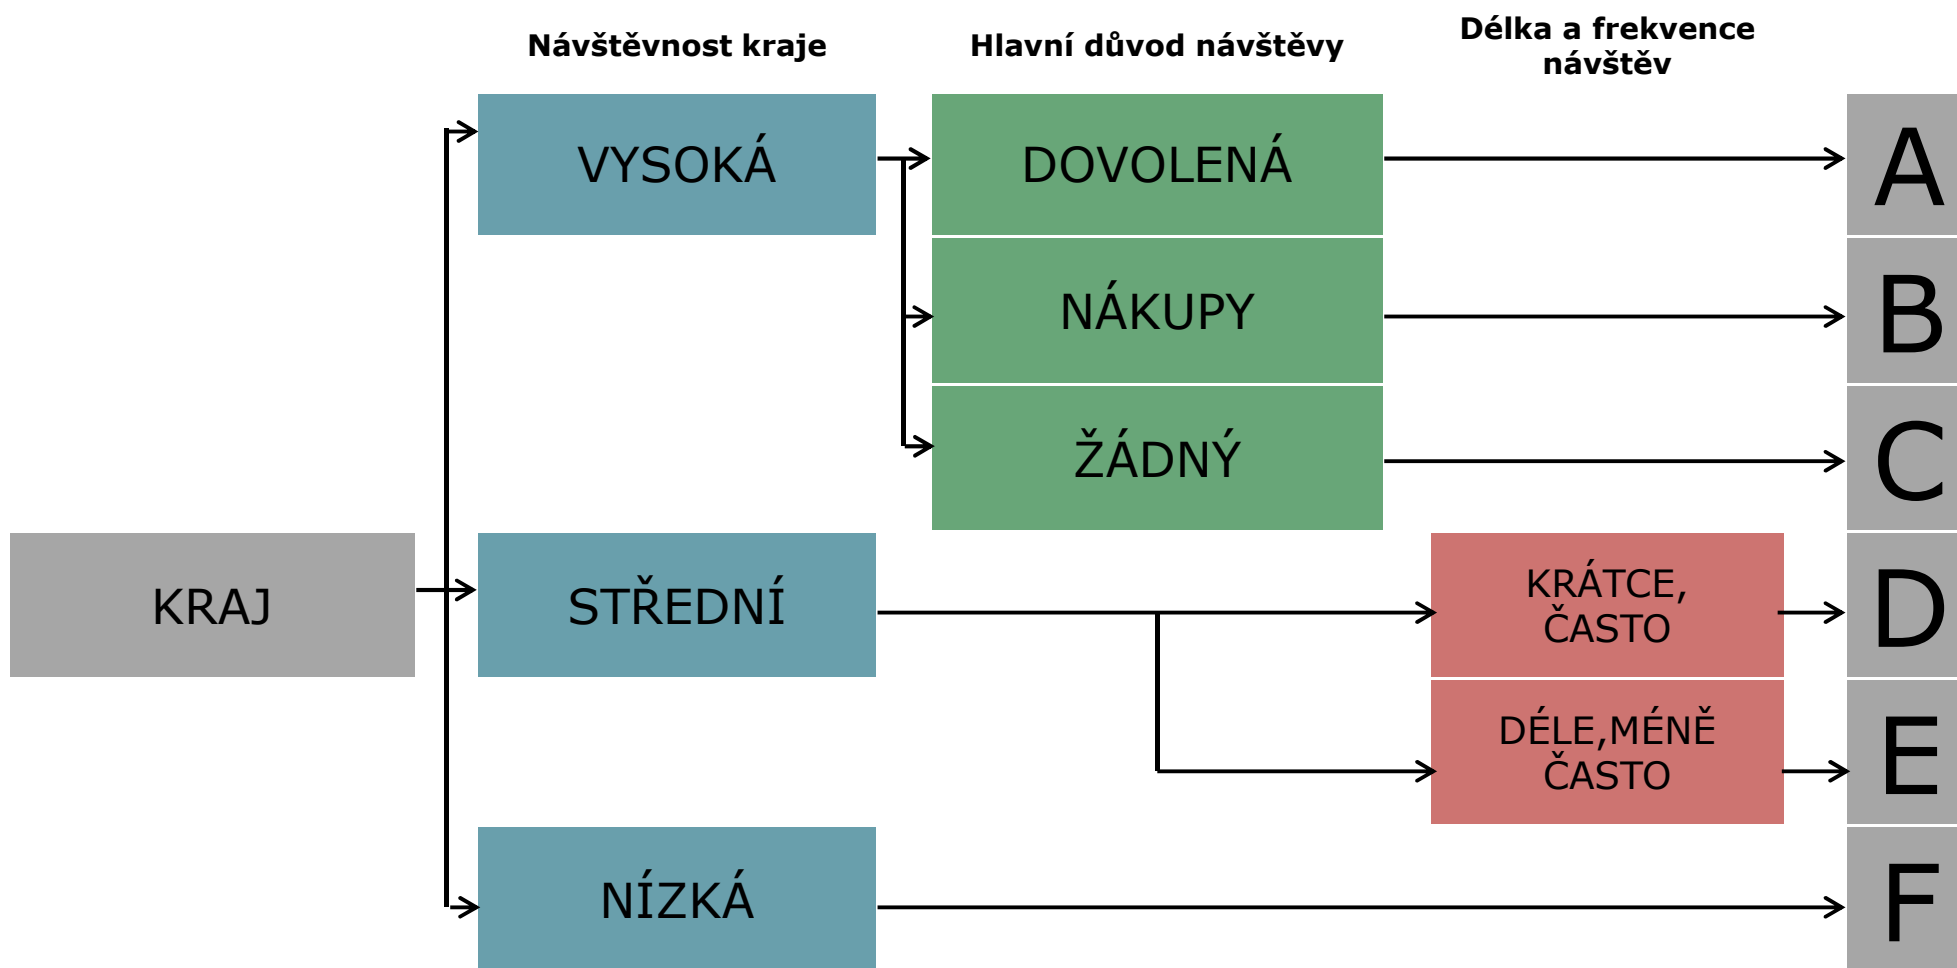 Návštěvnost kraje
Hlavní důvod návštěvy
Délka a frekvence
návštěv
VYSOKÁ
DOVOLENÁ
A
NÁKUPY
B
ŽÁDNÝ
C
KRAJ
STŘEDNÍ
KRÁTCE,
ČASTO
D
DÉLE,MÉNĚ
ČASTO
E
NÍZKÁ
F